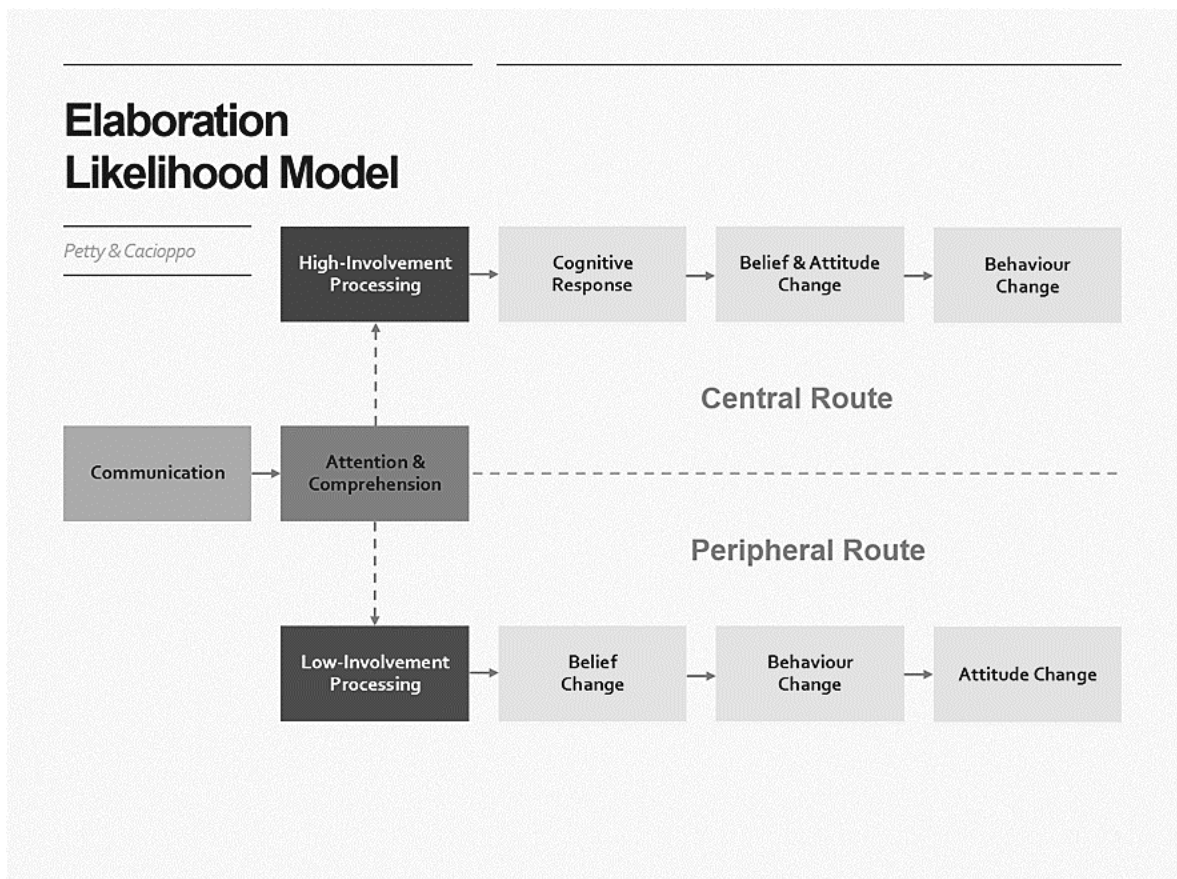 Elaboration
Likelihood Model
Petty & Cacioppo
High-Involvement
Processing
Cognitive
Response
Belief & Attitude
Change
Behaviour
Change
Central Route
Communication
Attention &
Comprehension
Peripheral Route
Low-Involvement
Processing
Belief
Change
Behaviour
Change
Attitude Change